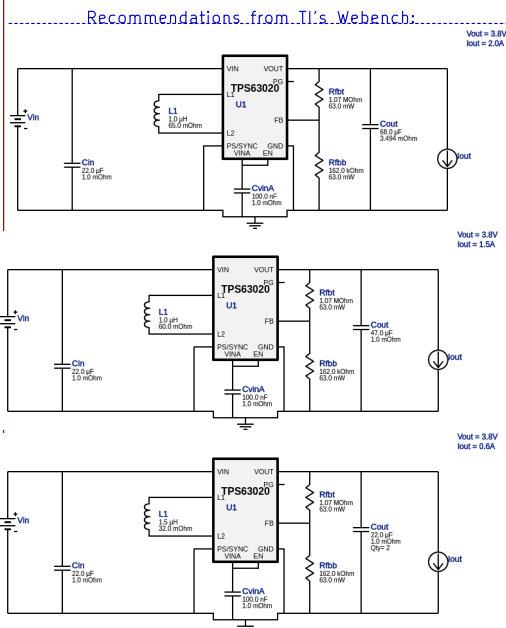 Recommendations from TI's Webench:
Vout = 3.8V
Iout = 2.0A
VIN
VOUT
PG
TPS63020
L1
U1
L1
1.0 µH
65.0 mOhm
L2
FB
PS/SYNC
GND
VINA
EN
Vin
Cin
22.0 µF
1.0 mOhm
CvinA
100.0 nF
1.0 mOhm
Rfbt
1.07 MOhm
63.0 mW
Rfbb
162.0 kOhm
63.0 mW
Cout
68.0 µF
3.494 mOhm
Iout
Vout = 3.8V
Iout = 1.5A
VIN
VOUT
PG
TPS63020
L1
U1
L1
1.0 µH
60.0 mOhm
L2
FB
PS/SYNC
GND
VINA
EN
Vin
Cin
22.0 µF
1.0 mOhm
CvinA
100.0 nF
1.0 mOhm
Rfbt
1.07 MOhm
63.0 mW
Rfbb
162.0 kOhm
63.0 mW
Cout
47.0 µF
1.0 mOhm
Iout
Vout = 3.8V
Iout = 0.6A
VIN
VOUT
PG
TPS63020
L1
U1
L1
1.5 µH
32.0 mOhm
L2
FB
PS/SYNC
GND
VINA
EN
Vin
Cin
22.0 µF
1.0 mOhm
CvinA
100.0 nF
1.0 mOhm
Rfbt
1.07 MOhm
63.0 mW
Rfbb
162.0 kOhm
63.0 mW
Cout
22.0 µF
1.0 mOhm
Qty= 2
Iout